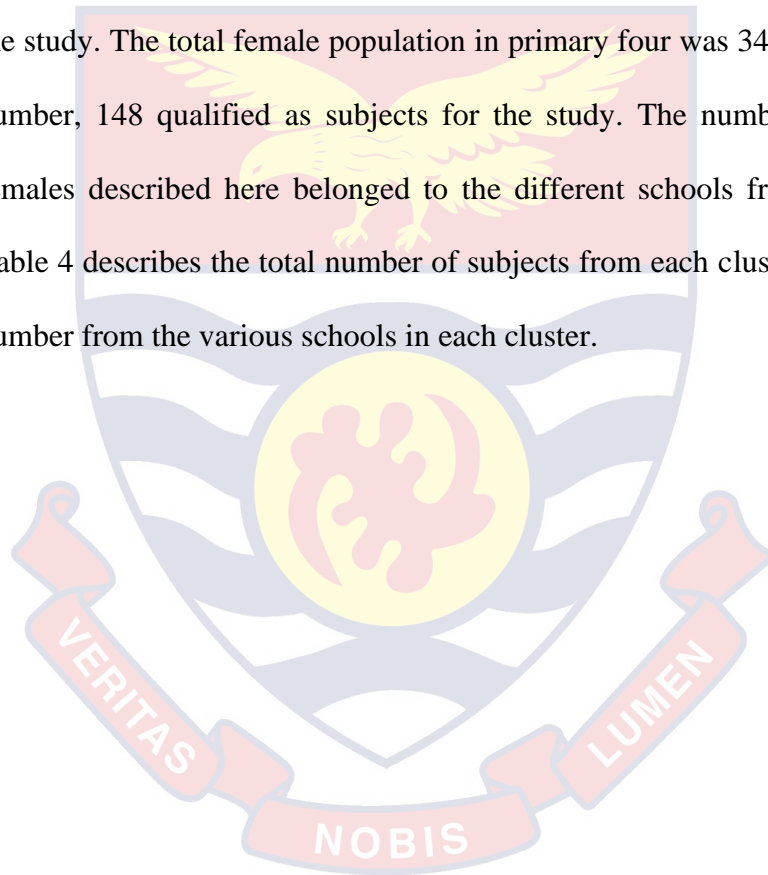 e study. The total female population in primary four was 34
umber, 148 qualified as subjects for the study. The numb
emales described here belonged to the different schools fr
able 4 describes the total number of subjects from each clus
umber from the various schools in each cluster.
VERITAS
NOBIS
LUMEN